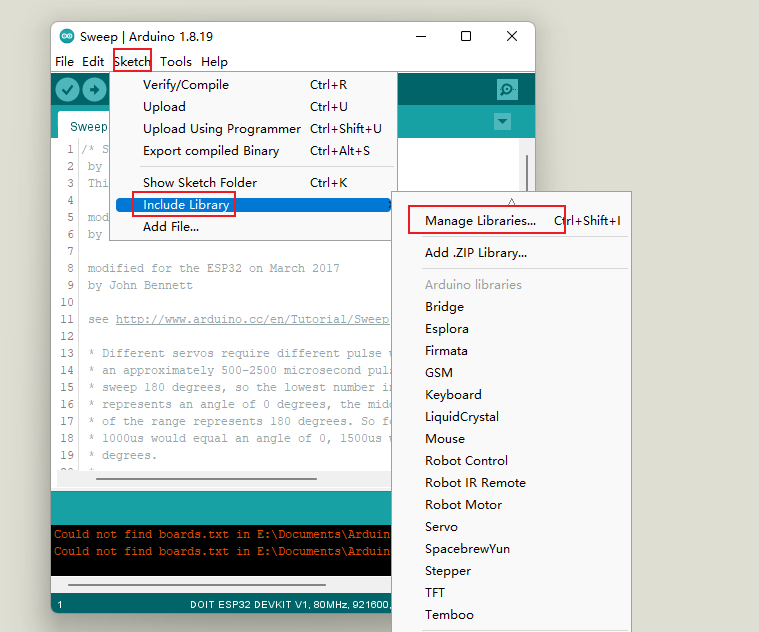 Sweep | Arduino 1.8.19
File Edit Sketch Tools Help
Verify/Compile Ctrl+R
Upload Ctrl+U
Upload Using Programmer Ctrl+Shift+U
Export compiled Binary Ctrl+Alt+S
Show Sketch Folder Ctrl+K
Include Library
Add File...
Manage Libraries... Ctrl+Shift+I
Add .ZIP Library...
Arduino libraries
Bridge
Esplora
Firmata
GSM
Keyboard
LiquidCrystal
Mouse
Robot Control
Robot IR Remote
Robot Motor
Servo
SpacebrewYun
Stepper
TFT
Temboo
Sweep
1 /* S
2 by
3 Thi
4
5 mod
6 by
7
8 modified for the ESP32 on March 2017
9 by John Bennett
10
11 see http://www.arduino.cc/en/Tutorial/Sweep
12
13 * Different servos require different pulse
14 * an approximately 500-2500 microsecond pul
15 * sweep 180 degrees, so the lowest number i
16 * represents an angle of 0 degrees, the mid
17 * of the range represents 180 degrees. So f
18 * 1000us would equal an angle of 0, 1500us
19 * degrees.
Could not find boards.txt in E:\Documents\Arduin
Could not find boards.txt in E:\Documents\Arduin
1 DOIT ESP32 DEVKIT V1, 80MHz, 921600,